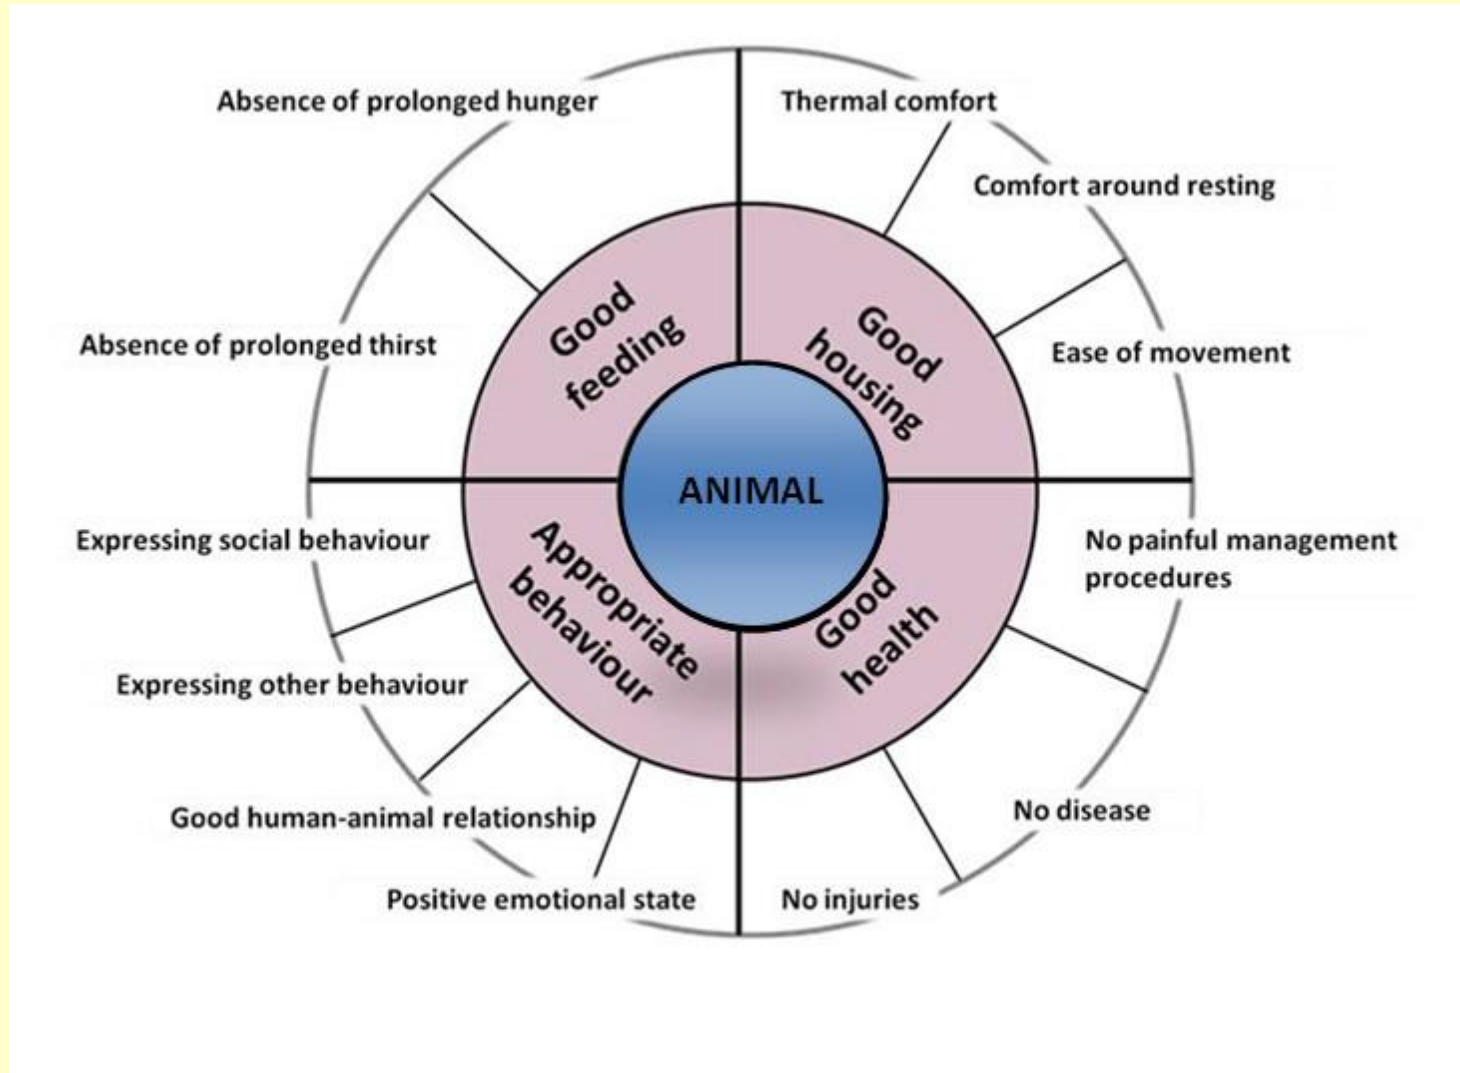 Absence of prolonged hunger
Thermal comfort
Comfort around resting
Absence of prolonged thirst
Ease of movement
Good
feeding
Good
housing
ANIMAL
Expressing social behaviour
No painful management
procedures
Appropriate
behaviour
Good
health
Expressing other behaviour
Good human-animal relationship
No disease
Positive emotional state
No injuries